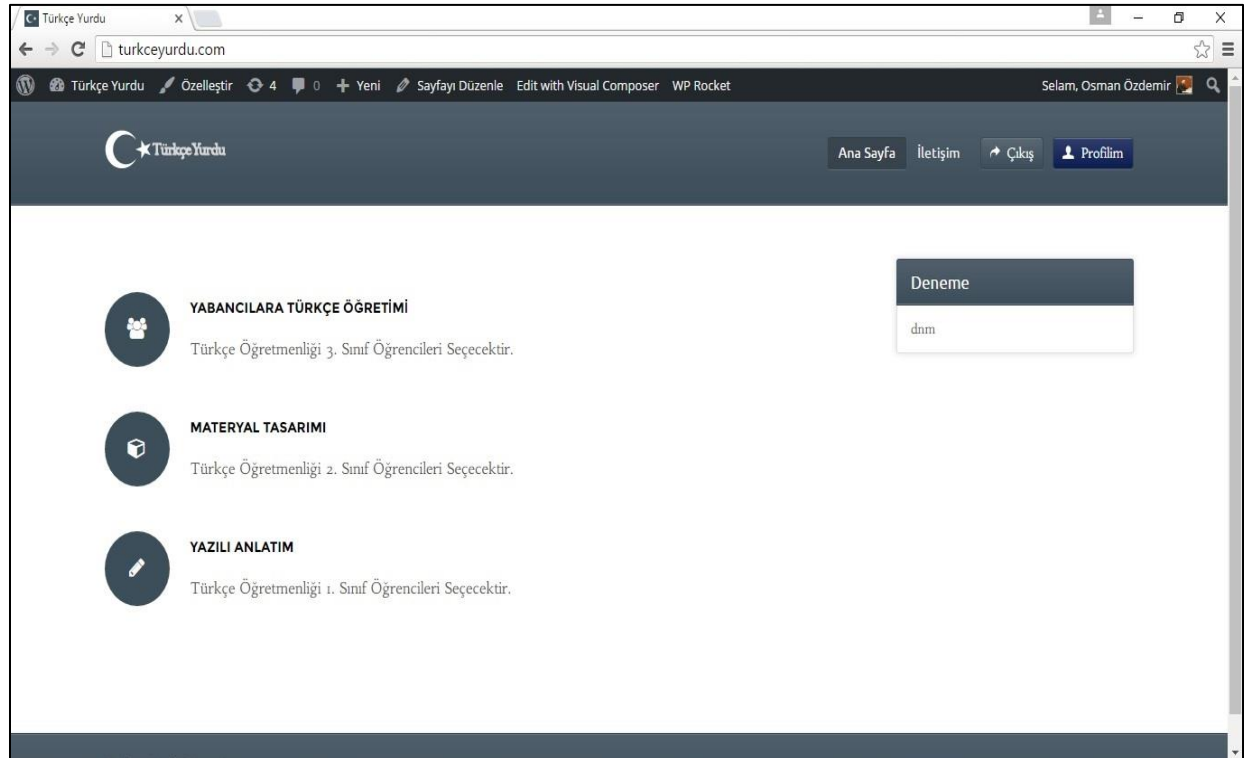 Türkçe Yurdu
turkceyurdu.com
Türkçe Yurdu Özelleştir 4 0 Yeni Sayfayı Düzenle Edit with Visual Composer WP Rocket Selam, Osman Özdemir
Türkçe Yurdu
Ana Sayfa İletişim Çıkış Profilim
Deneme
dnm
YABANCILARA TÜRKÇE ÖĞRETİMİ
Türkçe Öğretmenliği 3. Sınıf Öğrencileri Seçecektir.
MATERYAL TASARIMI
Türkçe Öğretmenliği 2. Sınıf Öğrencileri Seçecektir.
YAZILI ANLATIM
Türkçe Öğretmenliği 1. Sınıf Öğrencileri Seçecektir.